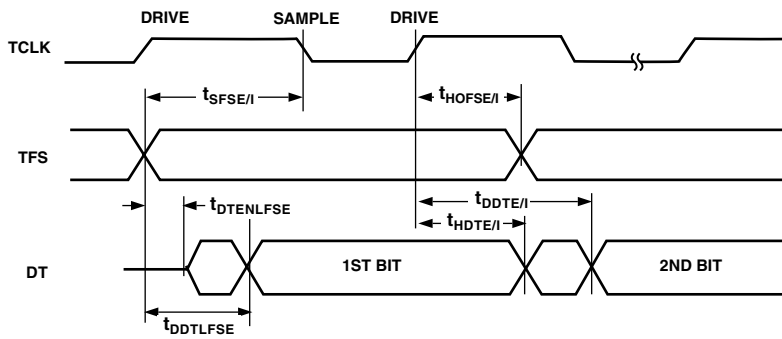 DRIVE SAMPLE DRIVE
TCLK
tSFSE/I tHOFSE/I
TFS
tDDTE/I
tDTENLFSE
tHDTE/I
DT 1ST BIT 2ND BIT
tDDTLFSE